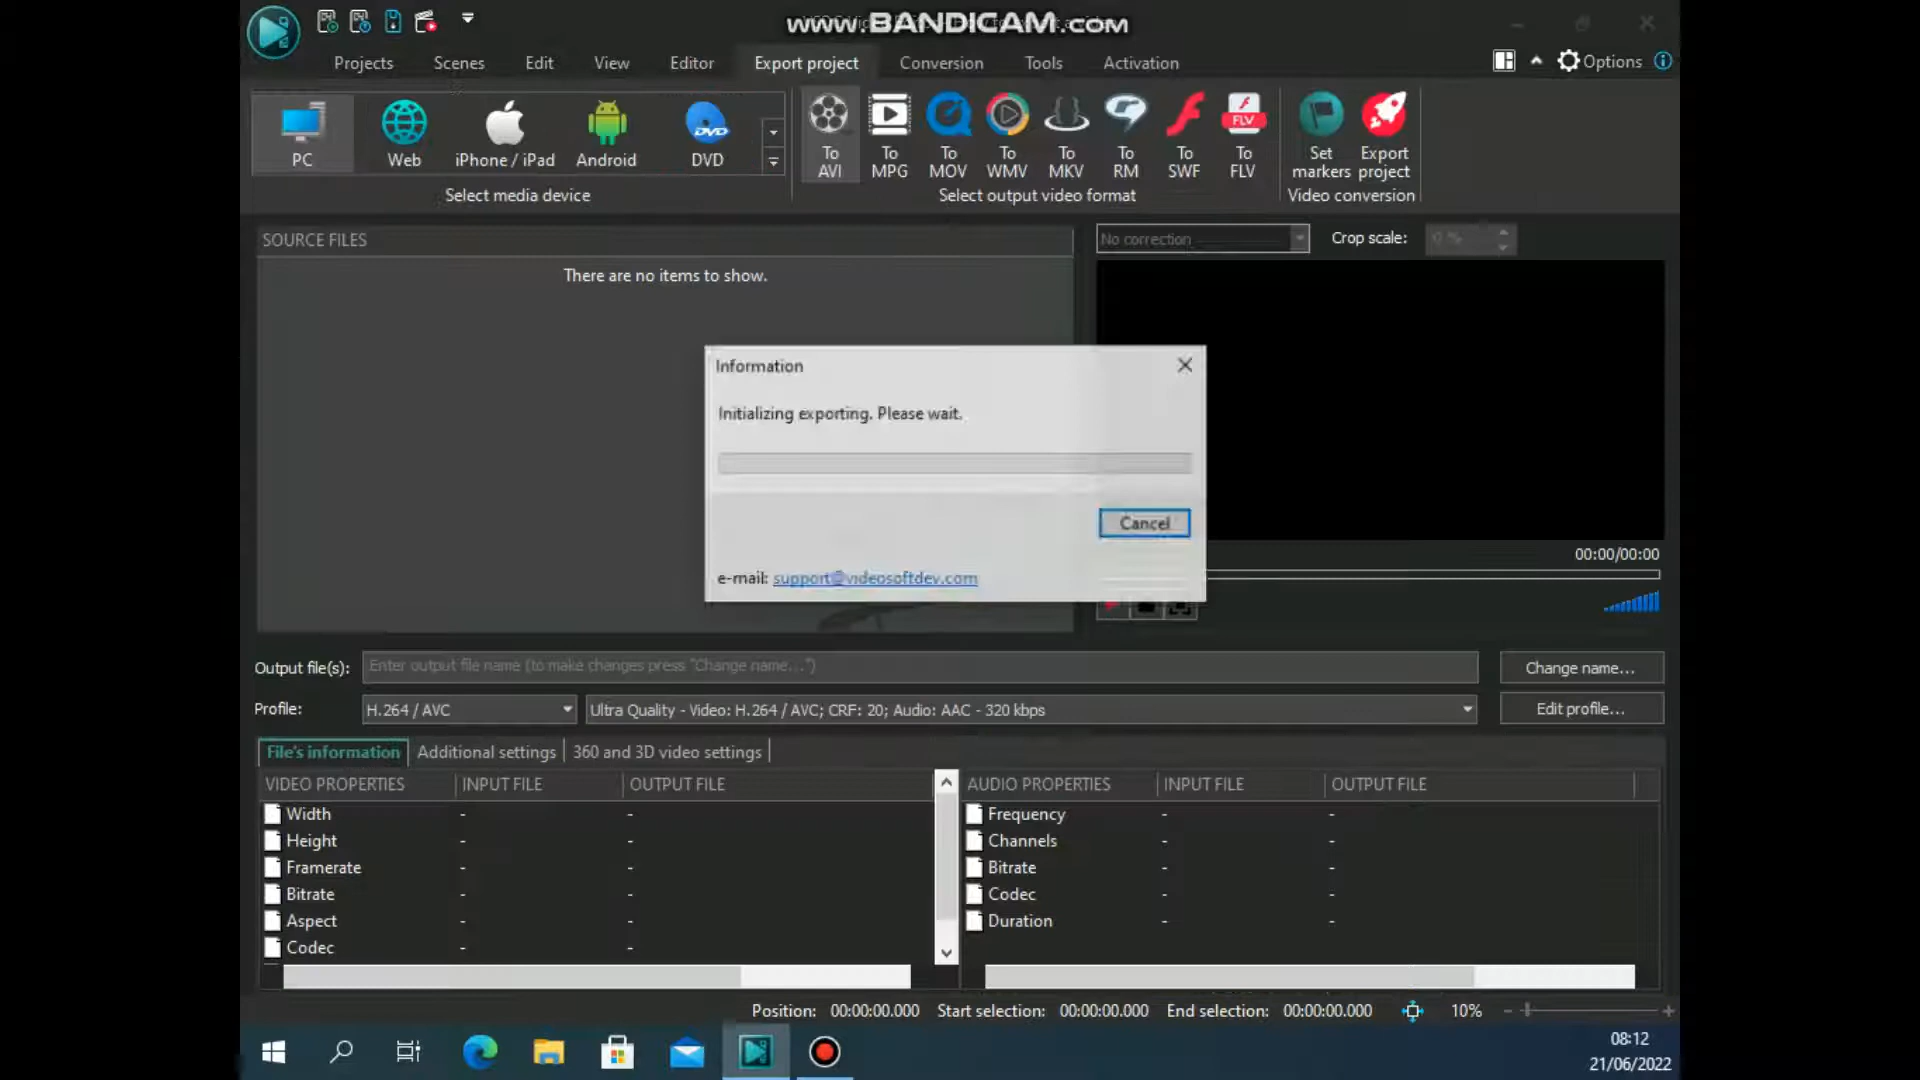 www.BANDICAM.com
Projects Scenes Edit View Editor Export project Conversion Tools Activation Options
PC Web iPhone / iPad Android DVD
To AVI To MPG To MOV To WMV To MKV To RM To SWF To FLV Set markers Export project
Select media device Select output video format Video conversion
SOURCE FILES No correction Crop scale: 0 %
There are no items to show.
Information
Initializing exporting. Please wait.
Cancel
00:00/00:00
e-mail: support@videosoftdev.com
Output file(s): Enter output file name (to make changes press "Change name...") Change name...
Profile: H.264 / AVC Ultra Quality - Video: H.264 / AVC; CRF: 20; Audio: AAC - 320 kbps Edit profile...
File's information Additional settings 360 and 3D video settings
VIDEO PROPERTIES INPUT FILE OUTPUT FILE AUDIO PROPERTIES INPUT FILE OUTPUT FILE
Width - - Frequency - -
Height - - Channels - -
Framerate - - Bitrate - -
Bitrate - - Codec - -
Aspect - - Duration - -
Codec - -
Position: 00:00:00.000 Start selection: 00:00:00.000 End selection: 00:00:00.000 10%
08:12
21/06/2022